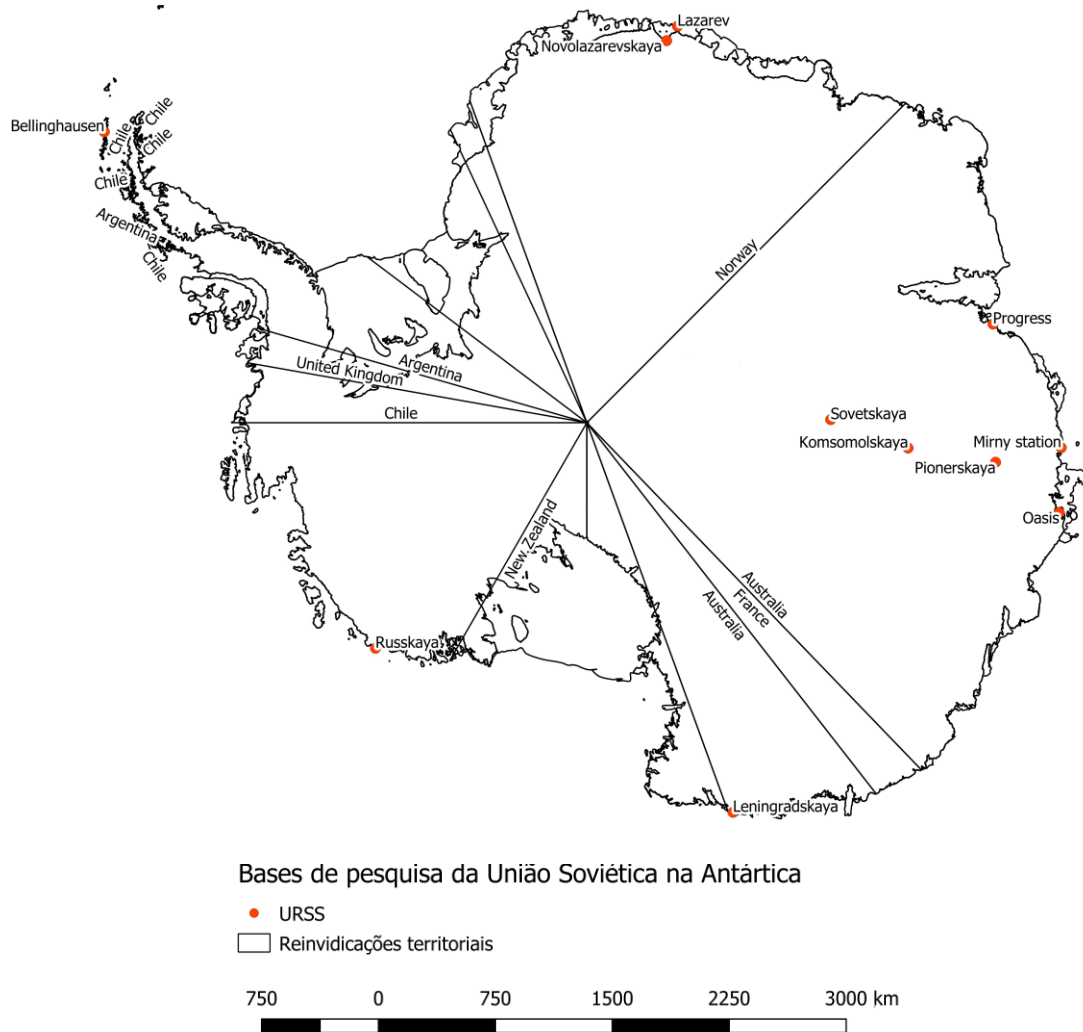 Lazarev
Novolazarevskaya
Bellinghausen
Chile
Chile
Chile
Chile
Argentina
Chile
Norway
Progress
United Kingdom
Argentina
Chile
Sovetskaya
Komsomolskaya
Mirny station
Pionerskaya
Oasis
New Zealand
Australia
France
Australia
Russkaya
Leningradskaya
Bases de pesquisa da União Soviética na Antártica
URSS
Reinvidicações territoriais
750 0 750 1500 2250 3000 km